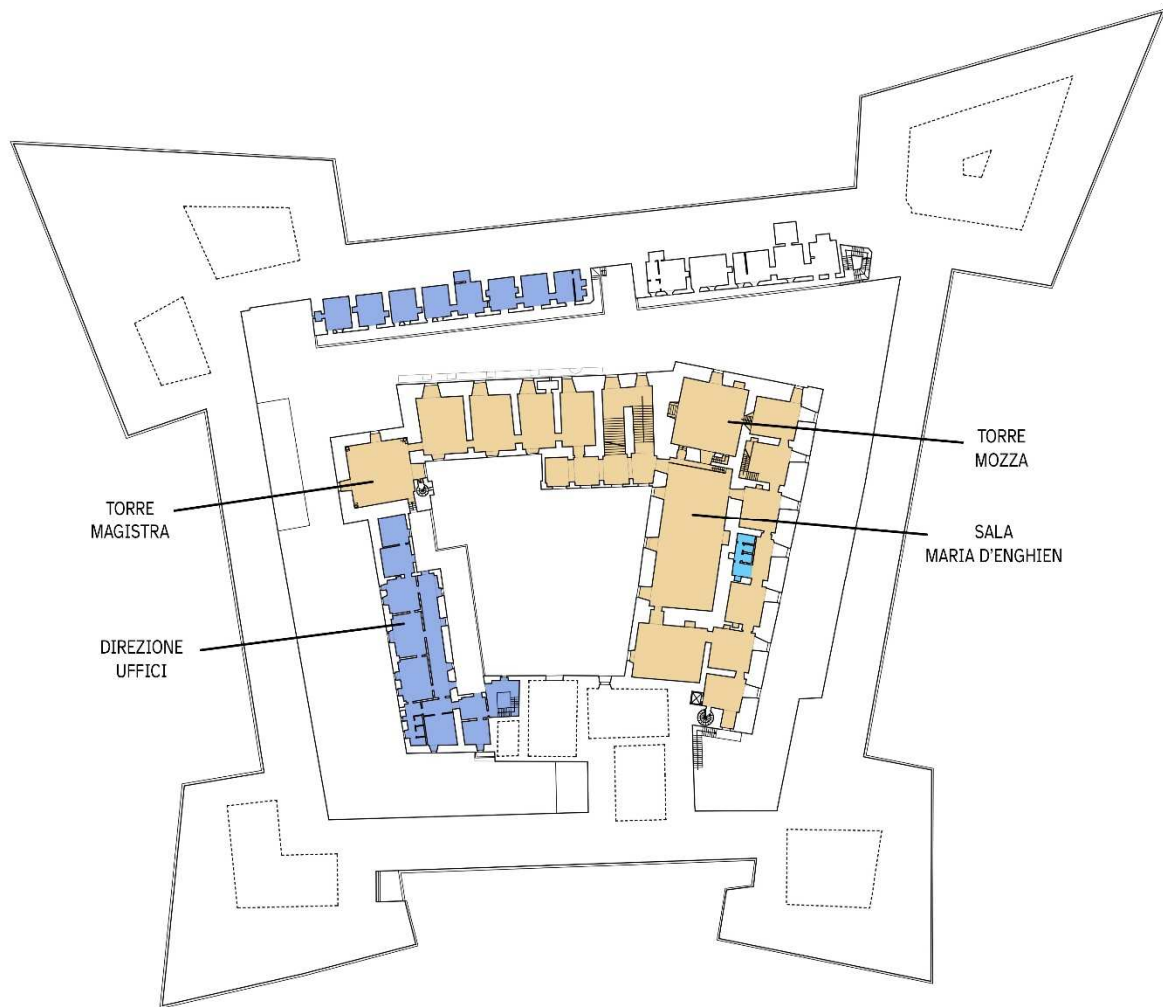 TORRE
MOZZA
TORRE
MAGISTRA
SALA
MARIA D'ENGHIEN
DIREZIONE
UFFICI